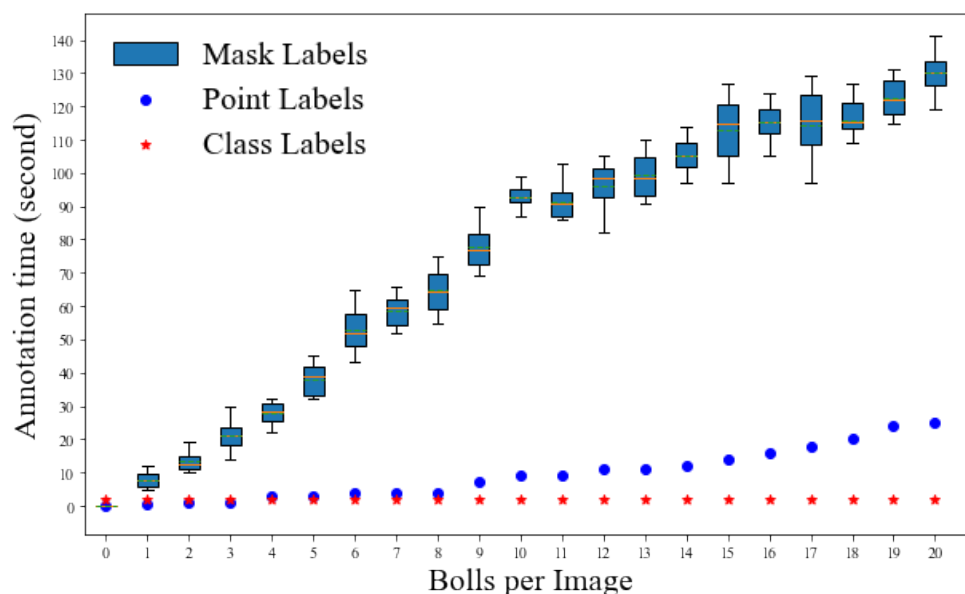 140
130
120
110
100
90
80
70
60
50
40
30
20
10
0
Annotation time (second)
Mask Labels
Point Labels
Class Labels
0 1 2 3 4 5 6 7 8 9 10 11 12 13 14 15 16 17 18 19 20
Bolls per Image